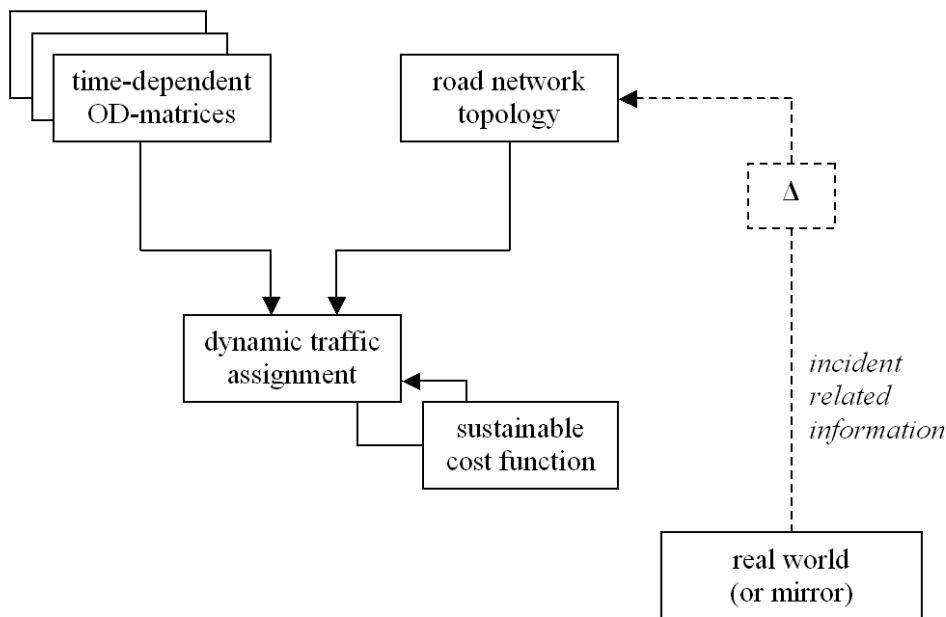 time-dependent
OD-matrices
road network
topology
Δ
dynamic traffic
assignment
incident
related
information
sustainable
cost function
real world
(or mirror)